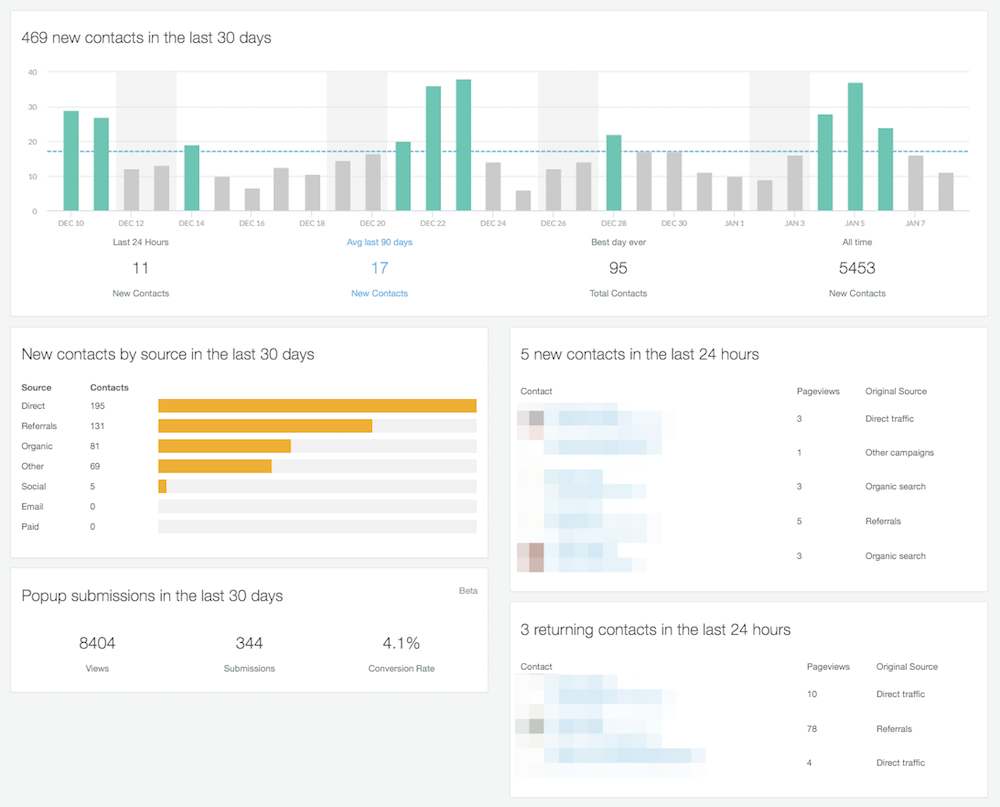 469 new contacts in the last 30 days
40
30
20
10
0
DEC 10 DEC 12 DEC 14 DEC 16 DEC 18 DEC 20 DEC 22 DEC 24 DEC 26 DEC 28 DEC 30 JAN 1 JAN 3 JAN 5 JAN 7
Last 24 Hours Avg last 90 days Best day ever All time
11 17 95 5453
New Contacts New Contacts Total Contacts New Contacts
New contacts by source in the last 30 days
Source Contacts
Direct 195
Referrals 131
Organic 81
Other 69
Social 5
Email 0
Paid 0
Popup submissions in the last 30 days Beta
8404 344 4.1%
Views Submissions Conversion Rate
5 new contacts in the last 24 hours
Contact Pageviews Original Source
3 Direct traffic
1 Other campaigns
3 Organic search
5 Referrals
3 Organic search
3 returning contacts in the last 24 hours
Contact Pageviews Original Source
10 Direct traffic
78 Referrals
4 Direct traffic